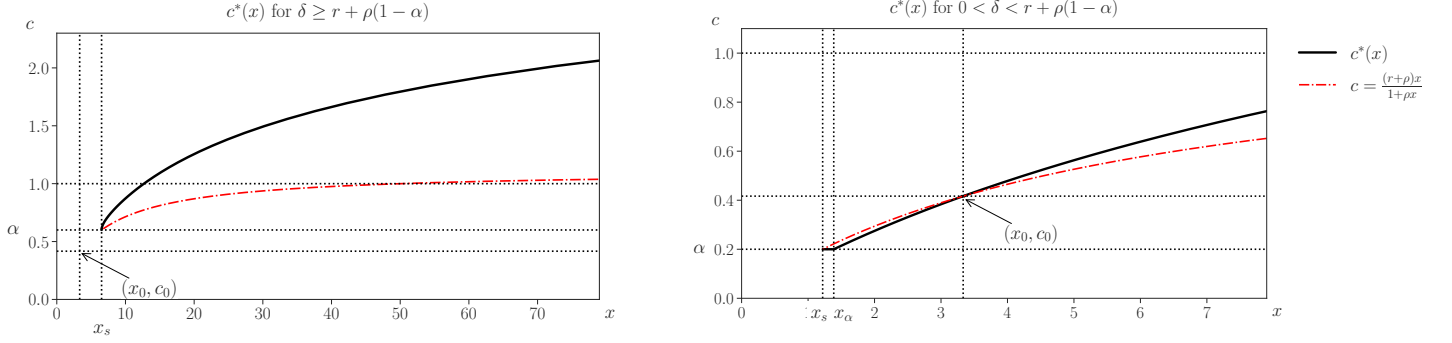 c*(x) for δ ≥ r + ρ(1 − α)
c
2.0
1.5
1.0
α
0.5
0.0
(x₀, c₀)
0 10 20 30 40 50 60 70 x
x_s
c*(x) for 0 < δ < r + ρ(1 − α)
c
1.0
0.8
0.6
0.4
α 0.2
0.0
(x₀, c₀)
0 x_s x_α 2 3 4 5 6 7 x
c*(x)
c = (r+ρ)x / 1+ρx